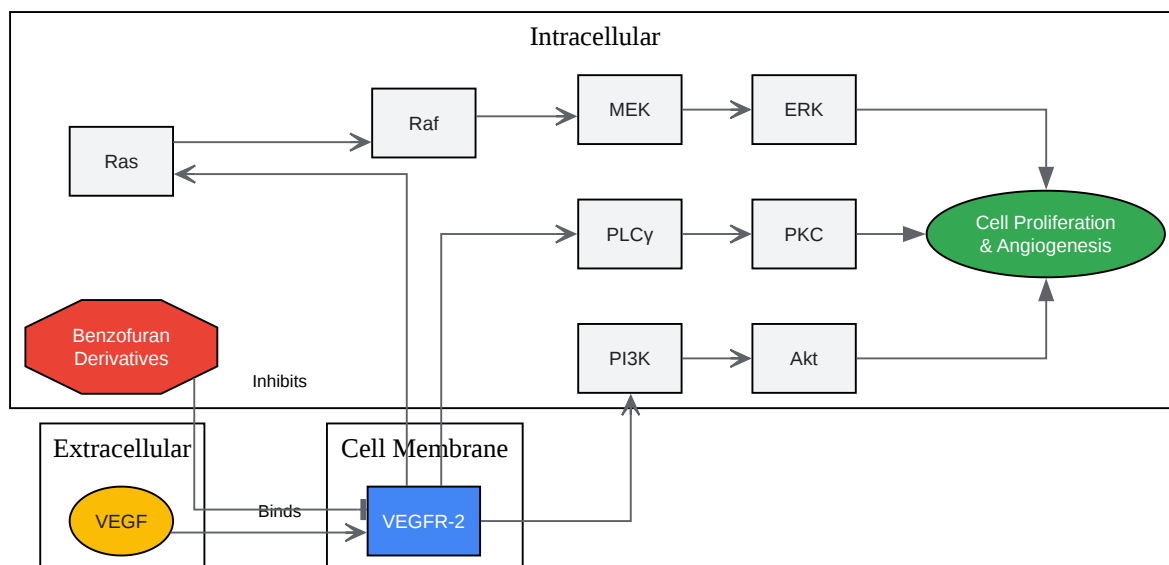 Intracellular
MEK
ERK
Raf
Ras
Cell Proliferation
& Angiogenesis
PLCγ
PKC
Benzofuran
Derivatives
PI3K
Akt
Inhibits
Extracellular
Cell Membrane
VEGF
Binds
VEGFR-2